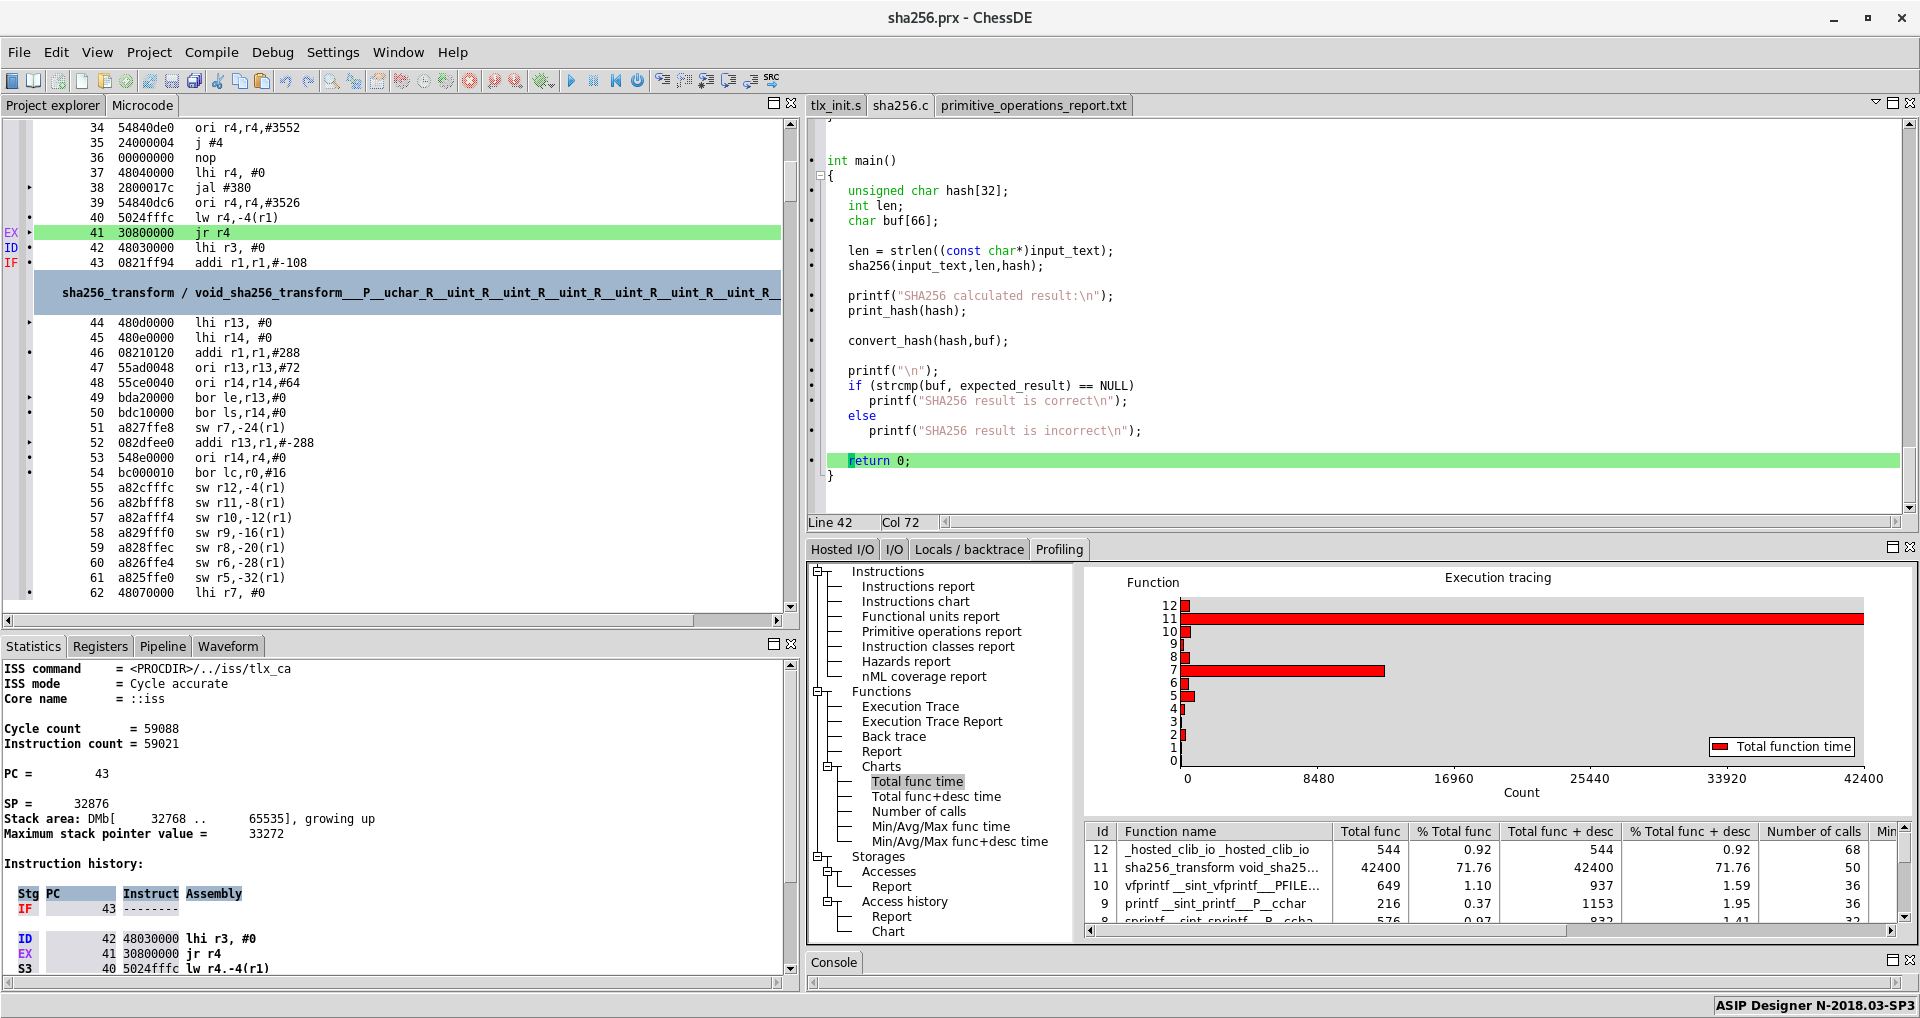 sha256.prx - ChessDE
File Edit View Project Compile Debug Settings Window Help
SRC
Project explorer Microcode
34 54840de0 ori r4,r4,#3552
35 24000004 j #4
36 00000000 nop
37 48040000 lhi r4, #0
38 2800017c jal #380
39 54840dc6 ori r4,r4,#3526
40 5024fffc lw r4,-4(r1)
EX 41 30800000 jr r4
ID 42 48030000 lhi r3, #0
IF 43 0821ff94 addi r1,r1,#-108
sha256_transform / void_sha256_transform___P__uchar_R__uint_R__uint_R__uint_R__uint_R__uint_R__uint_R__
44 480d0000 lhi r13, #0
45 480e0000 lhi r14, #0
46 08210120 addi r1,r1,#288
47 55ad0048 ori r13,r13,#72
48 55ce0040 ori r14,r14,#64
49 bda20000 bor le,r13,#0
50 bdc10000 bor ls,r14,#0
51 a827ffe8 sw r7,-24(r1)
52 082dfee0 addi r13,r1,#-288
53 548e0000 ori r14,r4,#0
54 bc000010 bor lc,r0,#16
55 a82cfffc sw r12,-4(r1)
56 a82bfff8 sw r11,-8(r1)
57 a82afff4 sw r10,-12(r1)
58 a829fff0 sw r9,-16(r1)
59 a828ffec sw r8,-20(r1)
60 a826ffe4 sw r6,-28(r1)
61 a825ffe0 sw r5,-32(r1)
62 48070000 lhi r7, #0
Statistics Registers Pipeline Waveform
ISS command = <PROCDIR>/../iss/tlx_ca
ISS mode = Cycle accurate
Core name = ::iss
Cycle count = 59088
Instruction count = 59021
PC = 43
SP = 32876
Stack area: DMb[ 32768 .. 65535], growing up
Maximum stack pointer value = 33272
Instruction history:
Stg PC Instruct Assembly
IF 43 --------
ID 42 48030000 lhi r3, #0
EX 41 30800000 jr r4
S3 40 5024fffc lw r4,-4(r1)
tlx_init.s sha256.c primitive_operations_report.txt
}
int main()
{
unsigned char hash[32];
int len;
char buf[66];
len = strlen((const char*)input_text);
sha256(input_text,len,hash);
printf("SHA256 calculated result:\n");
print_hash(hash);
convert_hash(hash,buf);
printf("\n");
if (strcmp(buf, expected_result) == NULL)
printf("SHA256 result is correct\n");
else
printf("SHA256 result is incorrect\n");
return 0;
}
Line 42 Col 72
Hosted I/O I/O Locals / backtrace Profiling
Instructions
Instructions report
Instructions chart
Functional units report
Primitive operations report
Instruction classes report
Hazards report
nML coverage report
Functions
Execution Trace
Execution Trace Report
Back trace
Report
Charts
Total func time
Total func+desc time
Number of calls
Min/Avg/Max func time
Min/Avg/Max func+desc time
Storages
Accesses
Report
Access history
Report
Chart
Execution tracing
Function
12
11
10
9
8
7
6
5
4
3
2
1
0
Total function time
0 8480 16960 25440 33920 42400
Count
Id Function name Total func % Total func Total func + desc % Total func + desc Number of calls Min
12 _hosted_clib_io _hosted_clib_io 544 0.92 544 0.92 68
11 sha256_transform void_sha25... 42400 71.76 42400 71.76 50
10 vfprintf __sint_vfprintf___PFILE... 649 1.10 937 1.59 36
9 printf __sint_printf___P__cchar 216 0.37 1153 1.95 36
8 sprintf __sint_sprintf___P__ccha 576 0.97 832 1.41 32
Console
ASIP Designer N-2018.03-SP3